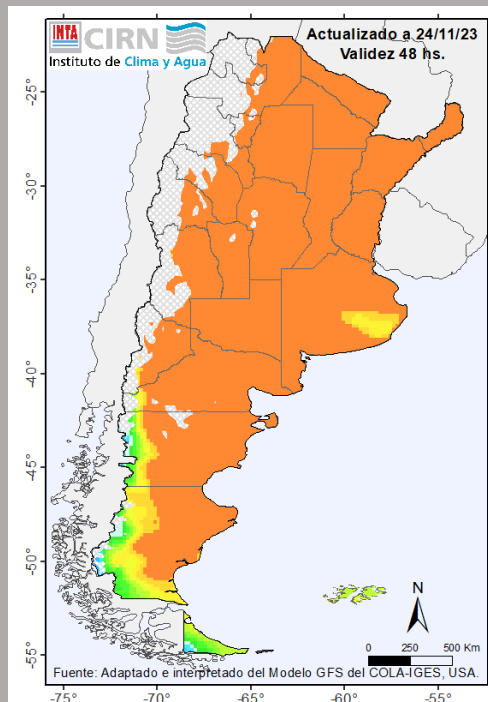 INTA CIRN
Instituto de Clima y Agua
Actualizado a 24/11/23
Validez 48 hs.
-25°
-30°
-35°
-40°
-45°
-50°
-55°
N
0 250 500 Km
Fuente: Adaptado e interpretado del Modelo GFS del COLA-IGES, USA.
-75° -70° -65° -60° -55°